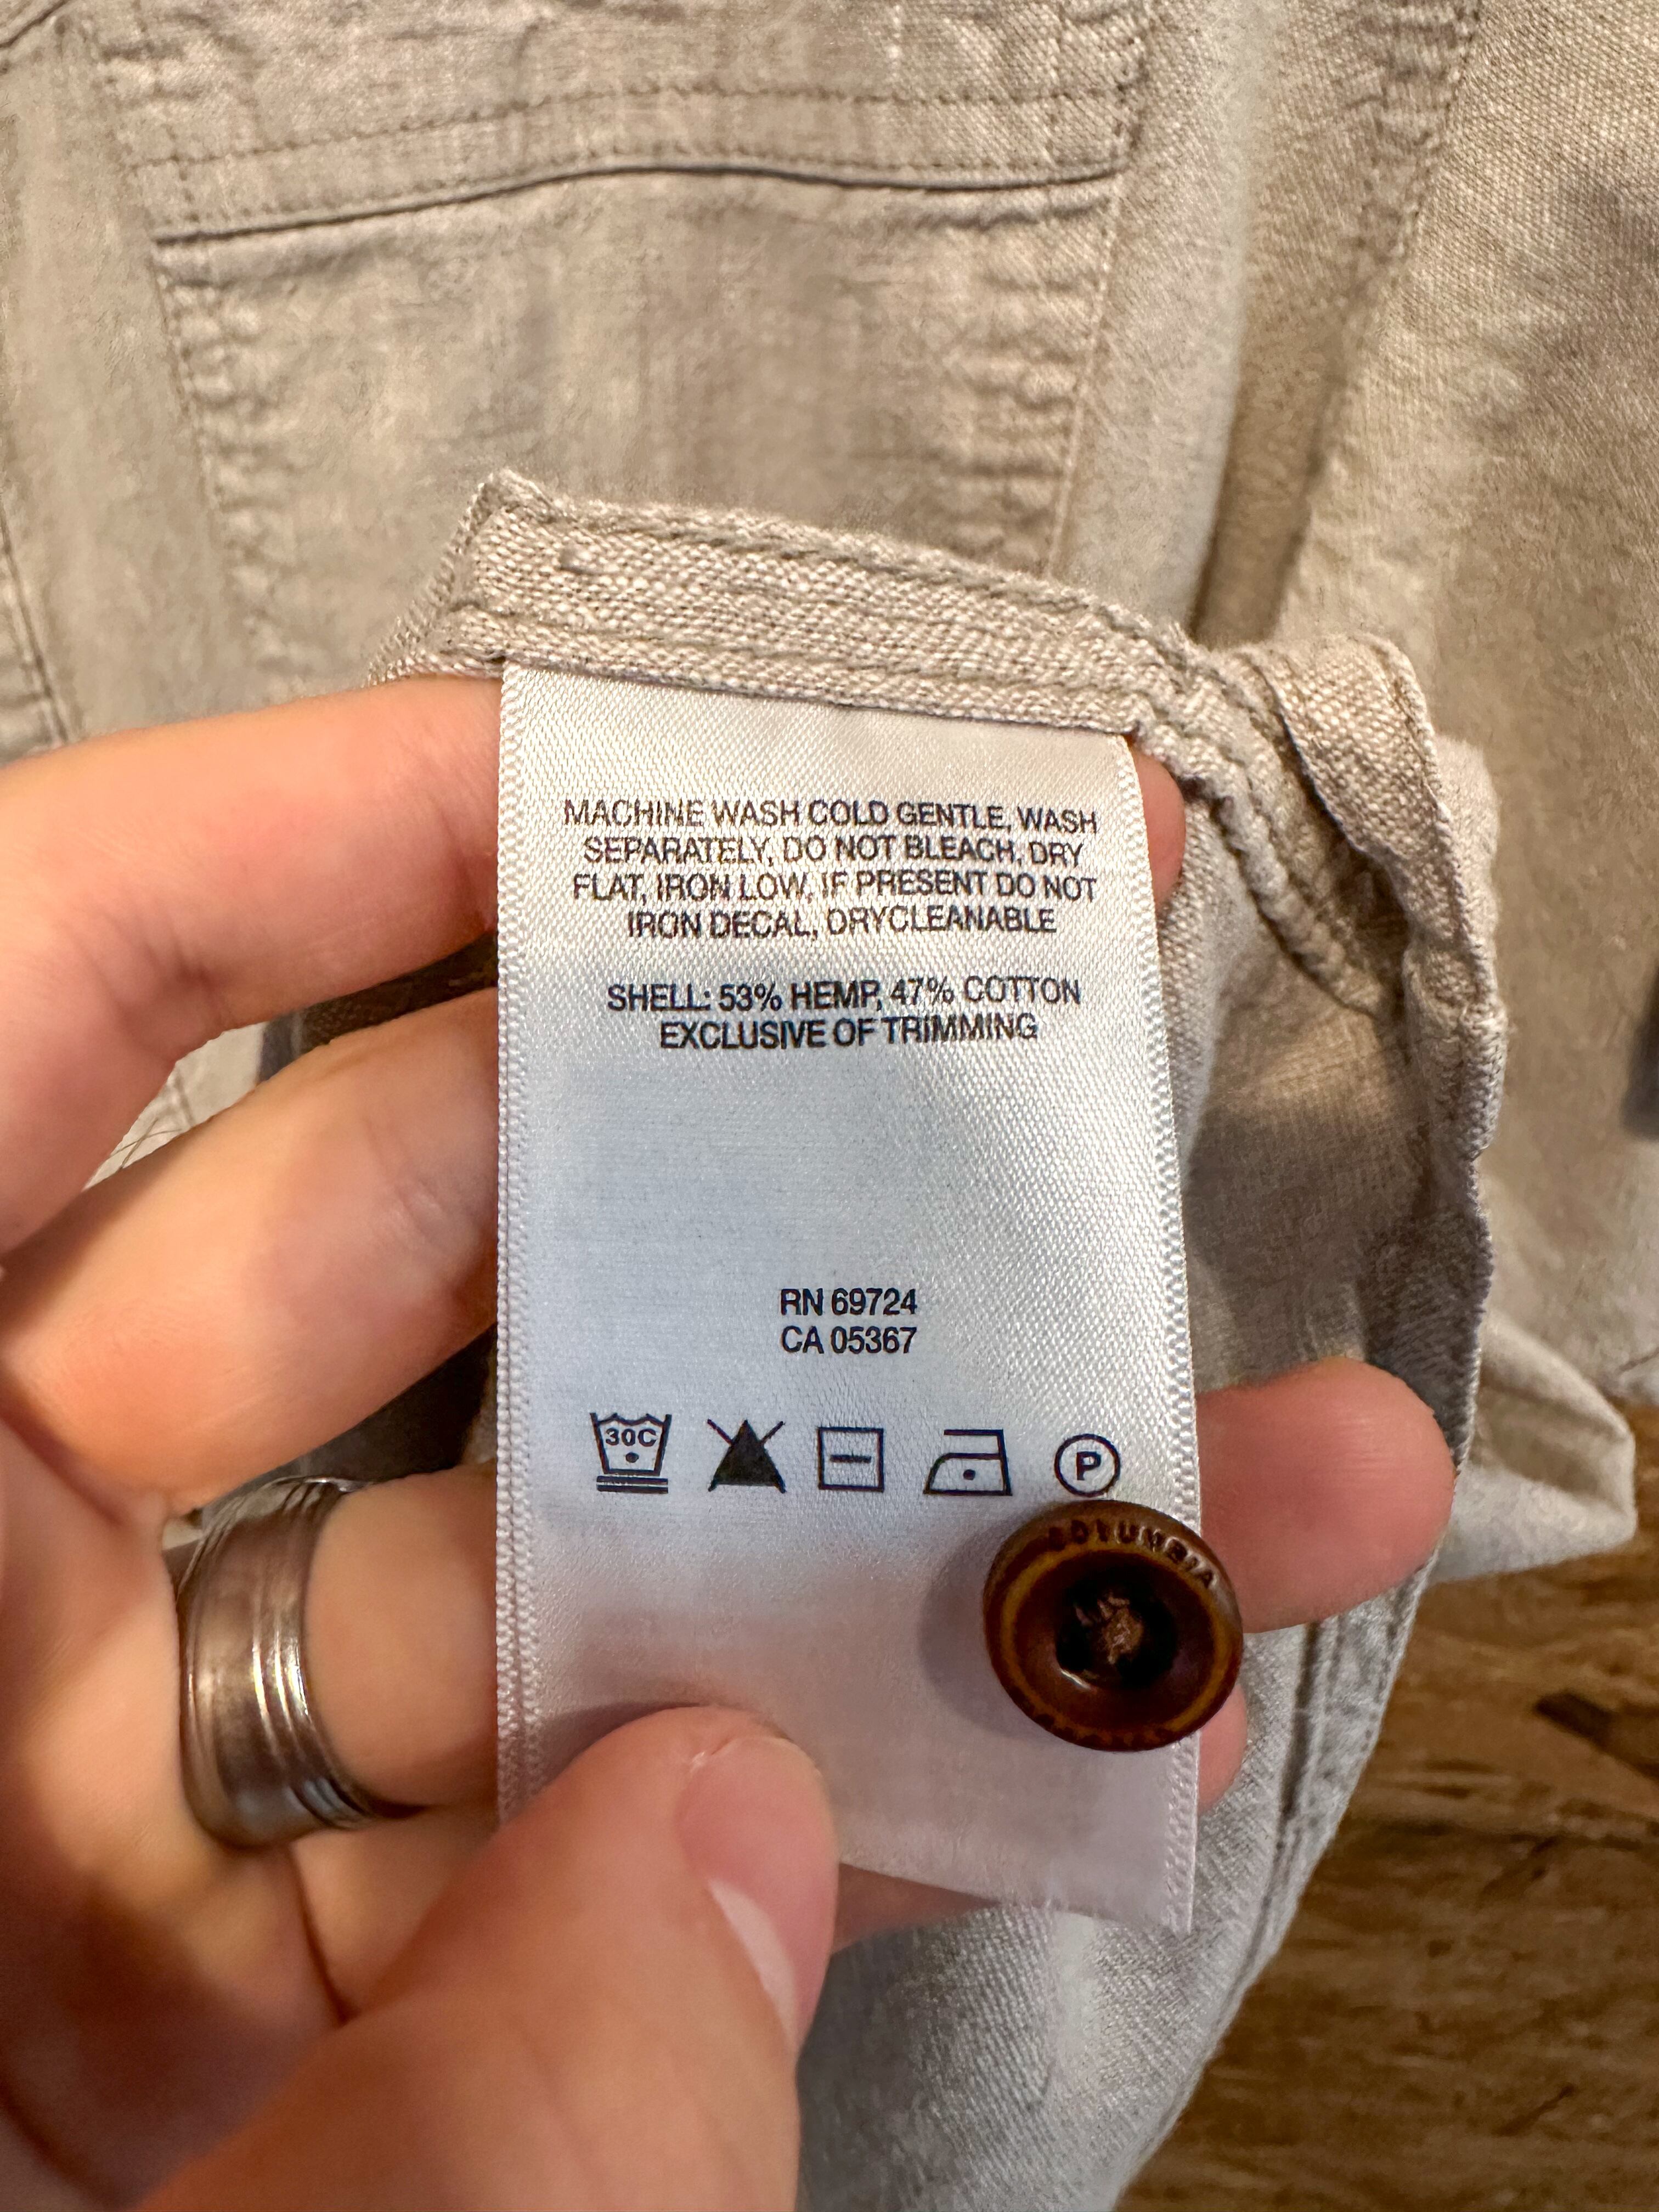 MACHINE WASH COLD GENTLE, WASH
SEPARATELY, DO NOT BLEACH, DRY
FLAT, IRON LOW, IF PRESENT DO NOT
IRON DECAL, DRYCLEANABLE
SHELL: 53% HEMP, 47% COTTON
EXCLUSIVE OF TRIMMING
RN 69724
CA 05367
30C
P
COLUMBIA